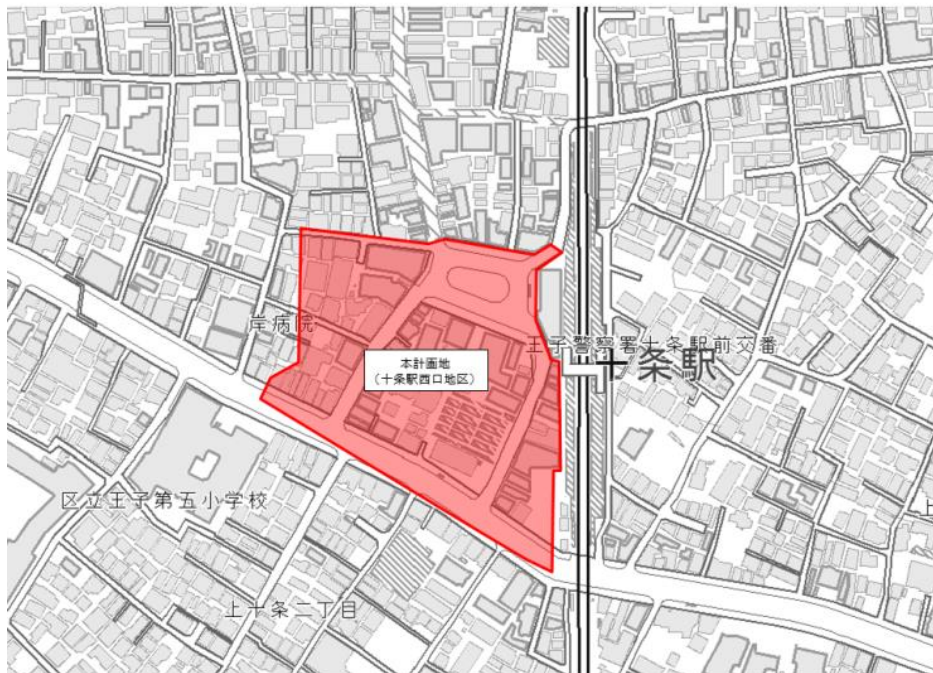 岸病院
王子警察署十条駅前交番
十条駅
本計画地
(十条駅西口地区)
区立王子第五小学校
上
上十条二丁目